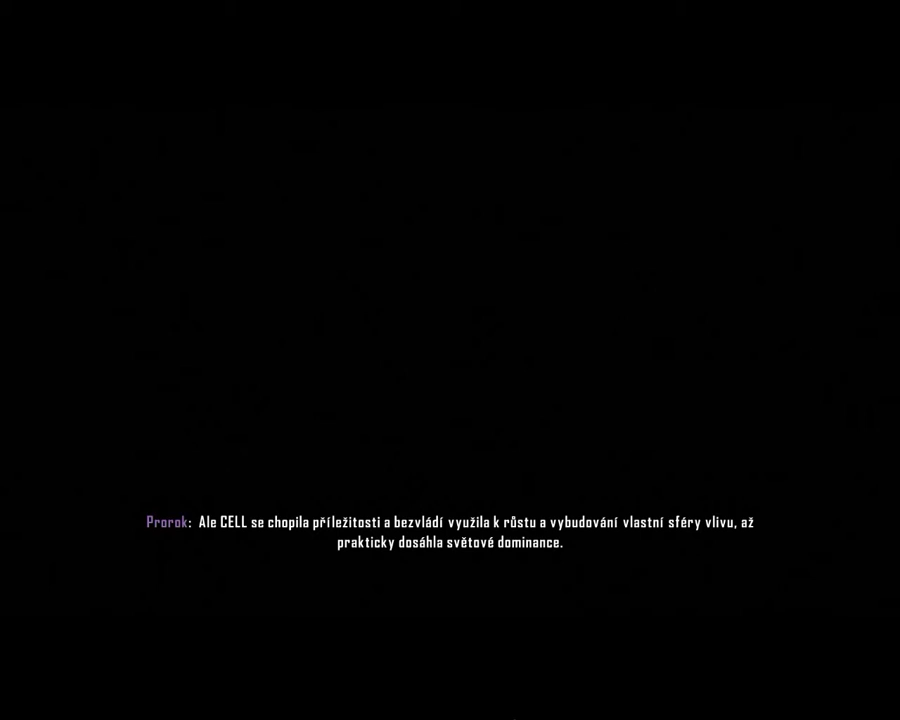 Prorok: Ale CELL se chopila příležitosti a bezvládí využila k růstu a vybudování vlastní sféry vlivu, až
prakticky dosáhla světové dominance.